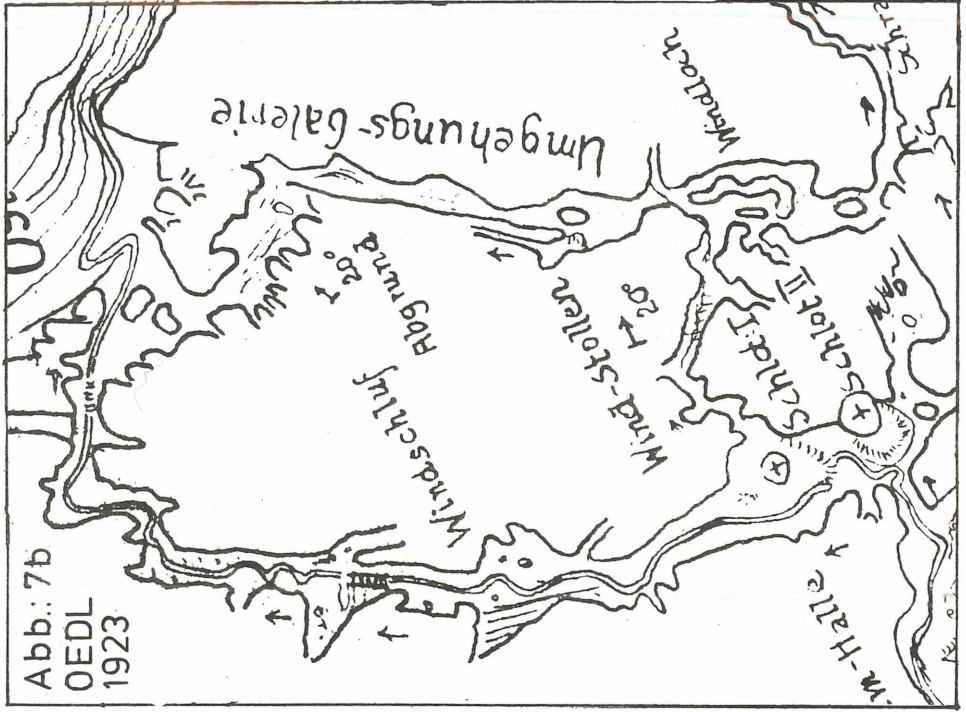 Abb.: 7b
OEDL
1923
Umgehungs-Galerie
Windloch
Abgrund
20°
Windschluf
Wind-Stollen
20°
Schlot I
Schlot II
m-Halle